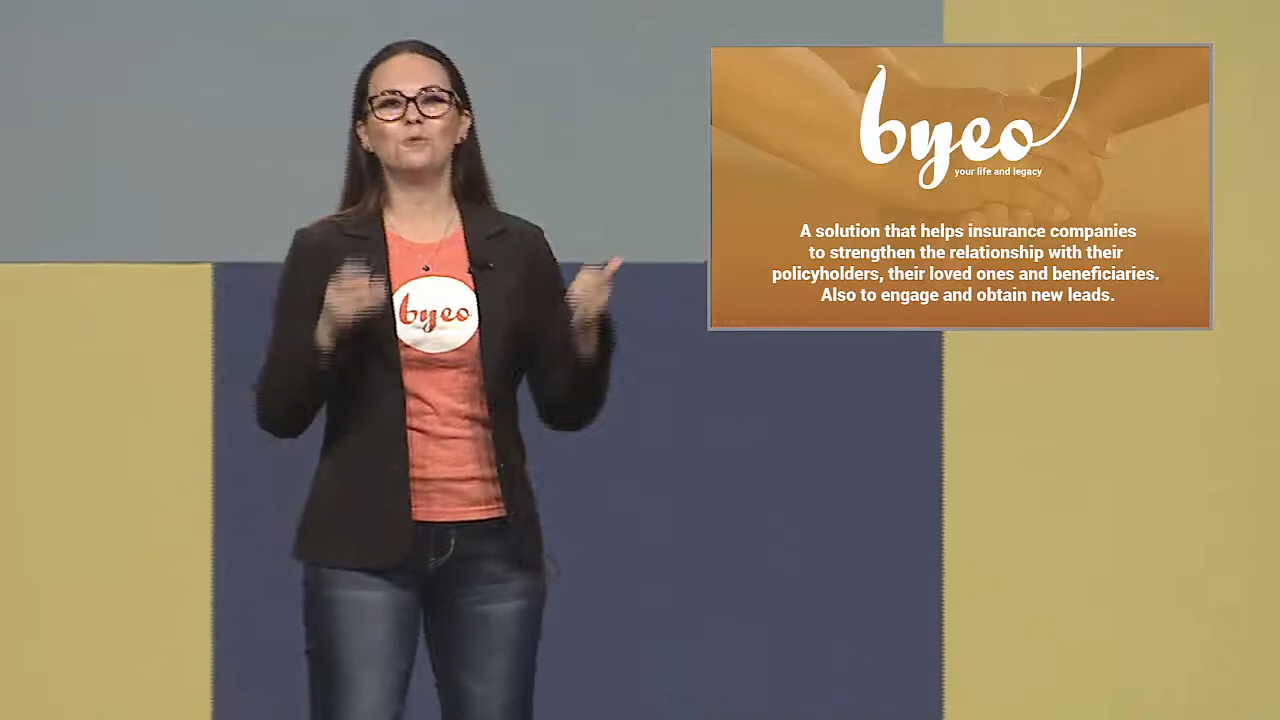 byeo
your life and legacy
A solution that helps insurance companies
to strengthen the relationship with their
policyholders, their loved ones and beneficiaries.
Also to engage and obtain new leads.
byeo